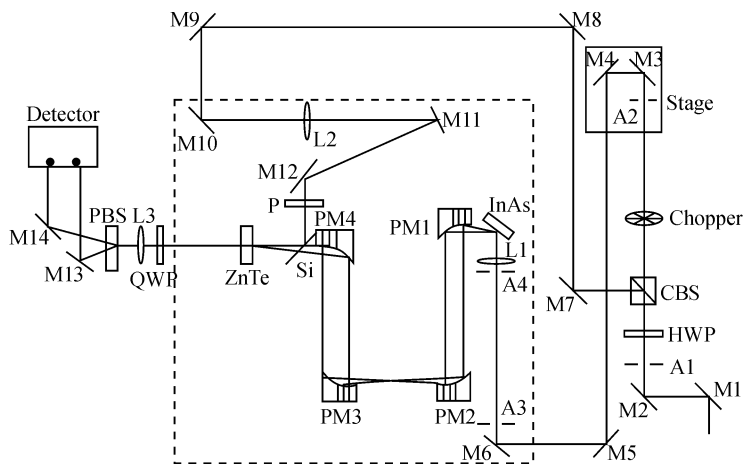 M9
M8
M4
M3
Detector
A2
Stage
M10
L2
M11
M12
InAs
P
PM4
PM1
PBS
L3
Chopper
M14
L1
M13
QWP
ZnTe
Si
A4
M7
CBS
HWP
A1
M1
PM3
PM2
A3
M2
M6
M5